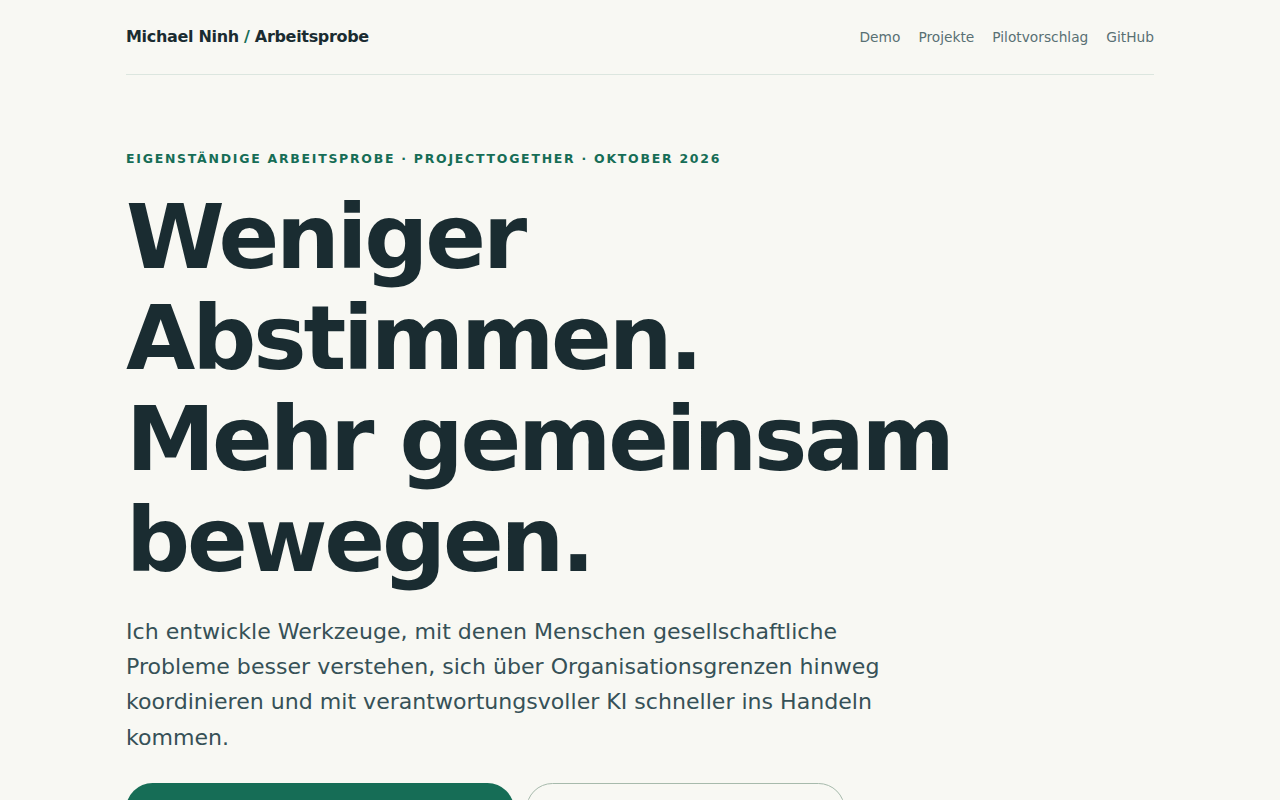 Michael Ninh / Arbeitsprobe
Demo Projekte Pilotvorschlag GitHub
EIGENSTÄNDIGE ARBEITSPROBE · PROJECTTOGETHER · OKTOBER 2026
Weniger
Abstimmen.
Mehr gemeinsam
bewegen.
Ich entwickle Werkzeuge, mit denen Menschen gesellschaftliche
Probleme besser verstehen, sich über Organisationsgrenzen hinweg
koordinieren und mit verantwortungsvoller KI schneller ins Handeln
kommen.